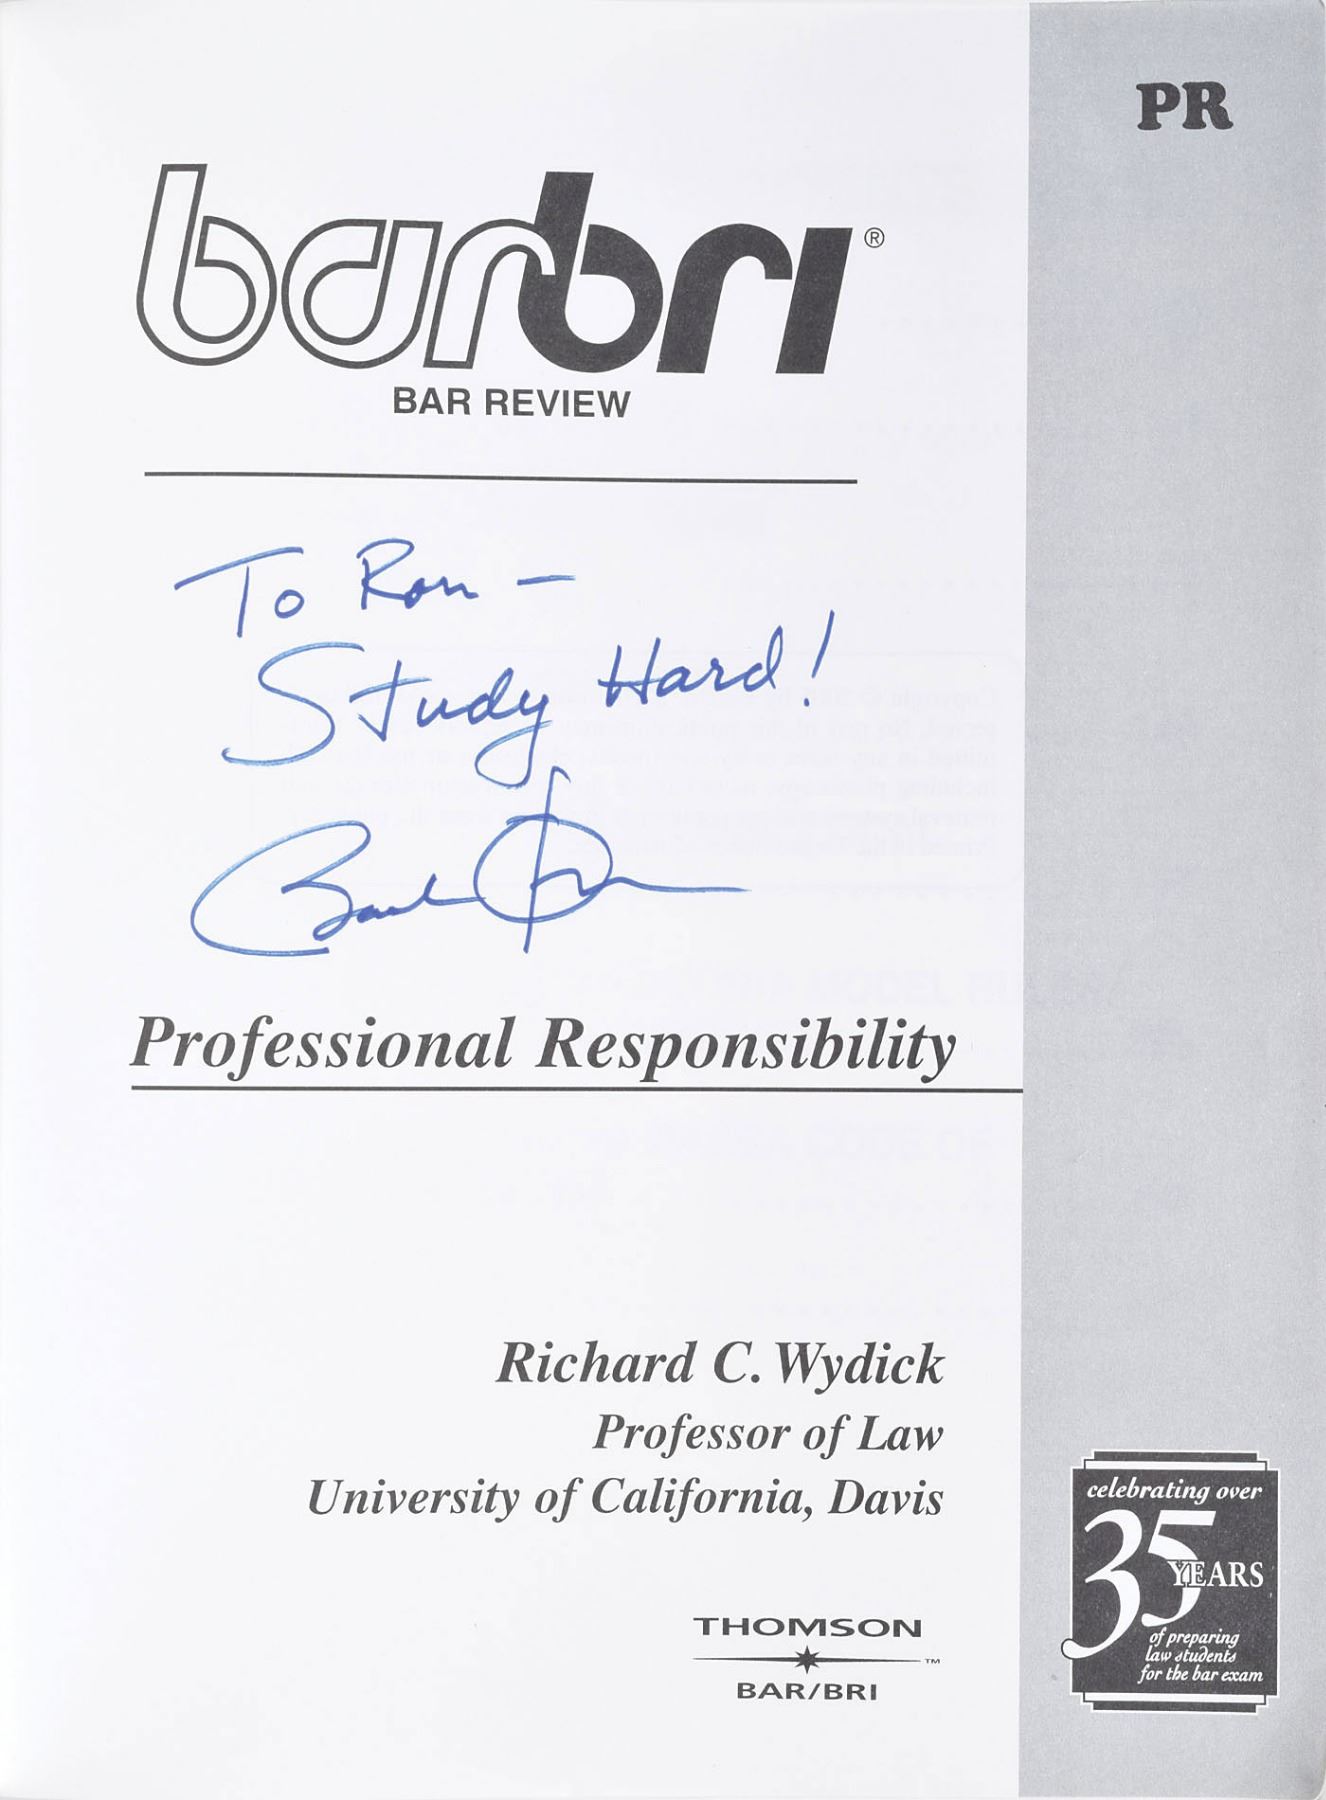 PR
barbri®
BAR REVIEW
To Ron –
Study Hard!
Professional Responsibility
Richard C. Wydick
Professor of Law
University of California, Davis
THOMSON
™
BAR/BRI
celebrating over
35 YEARS
of preparing
law students
for the bar exam